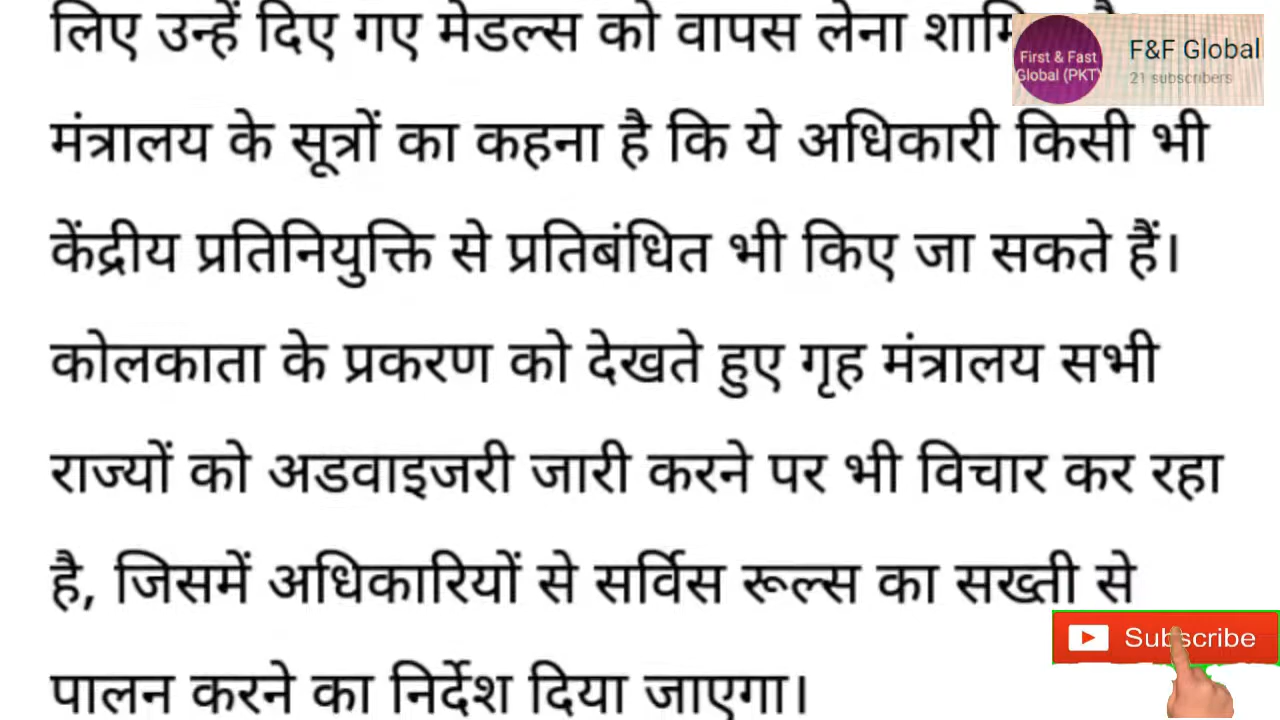 लिए उन्हें दिए गए मेडल्स को वापस लेना
First & Fast
Global (PKT)
F&F Global
21 subscribers
मंत्रालय के सूत्रों का कहना है कि ये अधिकारी किसी भी
केंद्रीय प्रतिनियुक्ति से प्रतिबंधित भी किए जा सकते हैं।
कोलकाता के प्रकरण को देखते हुए गृह मंत्रालय सभी
राज्यों को अडवाइजरी जारी करने पर भी विचार कर रहा
है, जिसमें अधिकारियों से सर्विस रूल्स का सख्ती से
Subscribe
पालन करने का निर्देश दिया जाएगा।